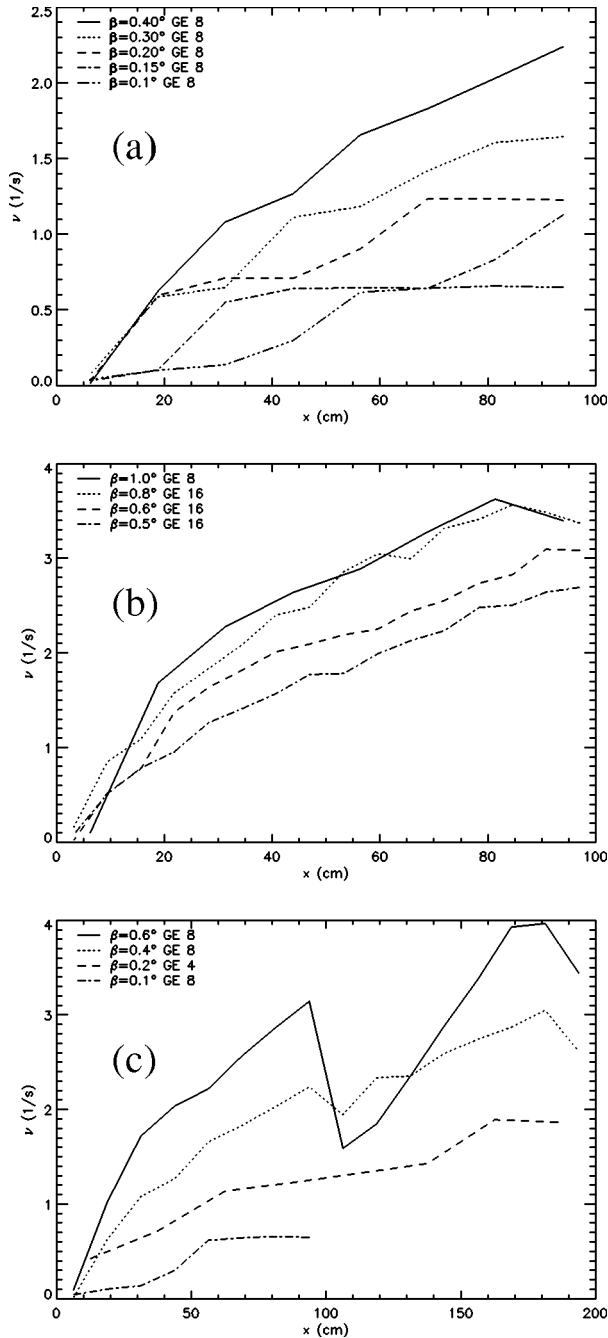 2.5
2.0
1.5
1.0
0.5
0.0
ν (1/s)
β=0.40° GE 8
β=0.30° GE 8
β=0.20° GE 8
β=0.15° GE 8
β=0.1° GE 8
(a)
0 20 40 60 80 100
x (cm)
4
3
2
1
0
ν (1/s)
β=1.0° GE 8
β=0.8° GE 16
β=0.6° GE 16
β=0.5° GE 16
(b)
0 20 40 60 80 100
x (cm)
4
3
2
1
0
ν (1/s)
β=0.6° GE 8
β=0.4° GE 8
β=0.2° GE 4
β=0.1° GE 8
(c)
0 50 100 150 200
x (cm)